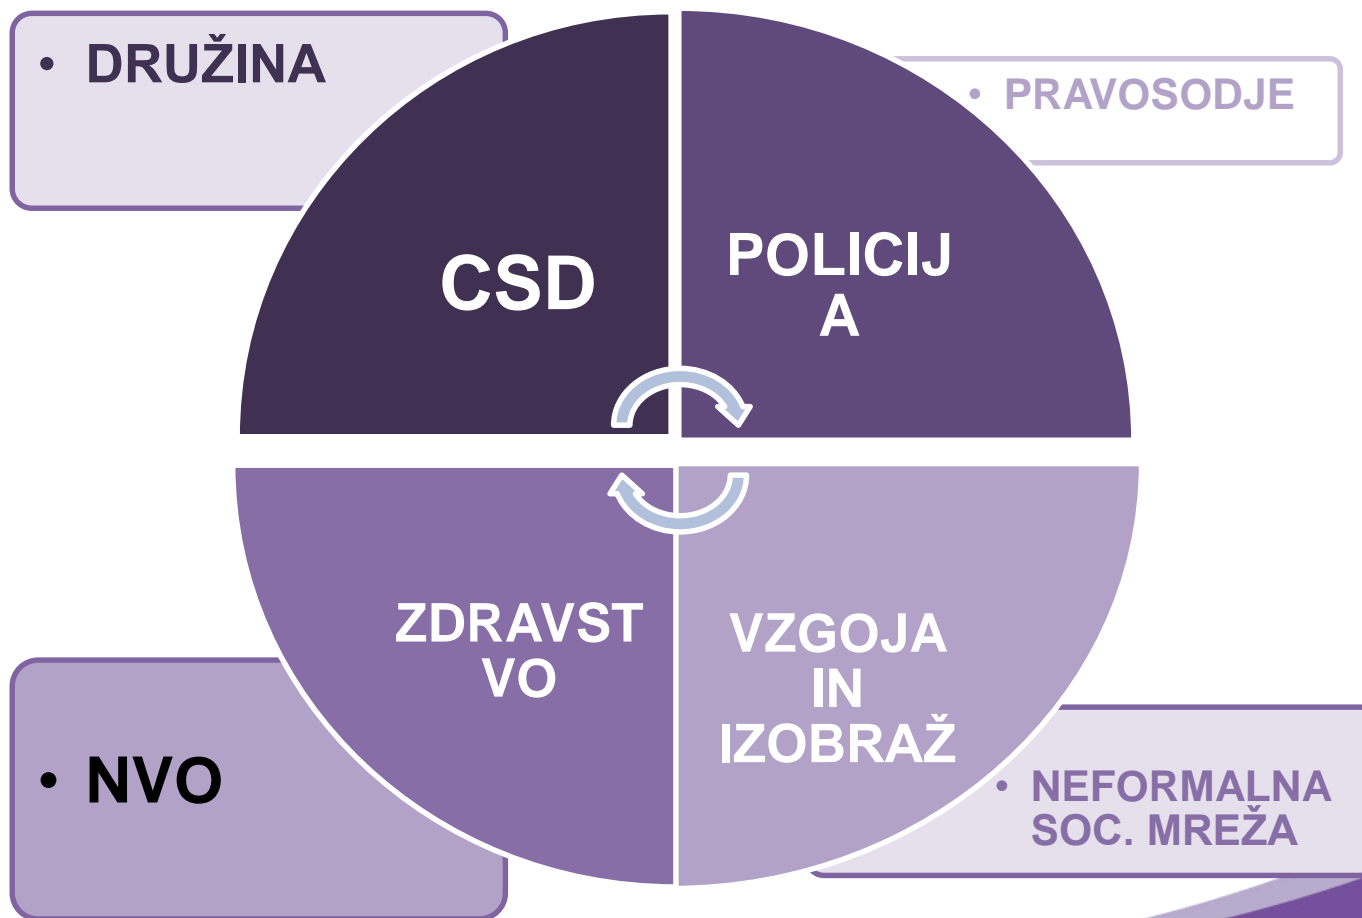 • DRUŽINA
• PRAVOSODJE
CSD
POLICIJ
A
ZDRAVST
VO
VZGOJA
IN
IZOBRAŽ
• NVO
• NEFORMALNA
SOC. MREŽA